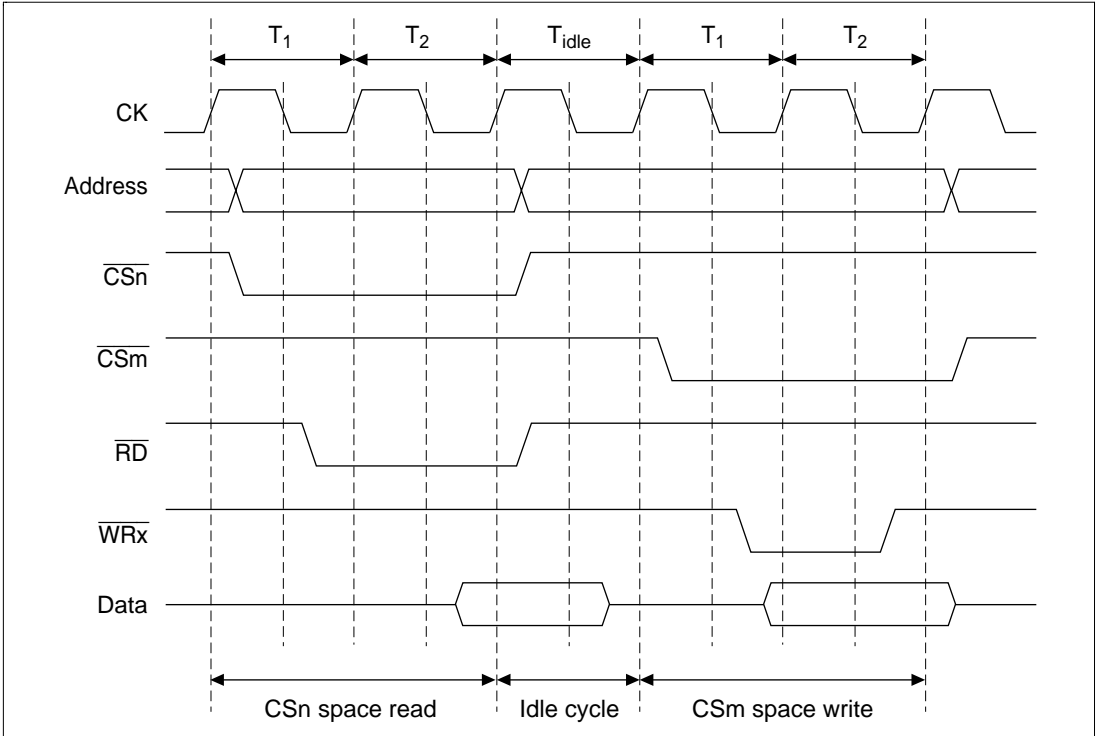 T1 T2 Tidle T1 T2
CK
Address
CSn
CSm
RD
WRx
Data
CSn space read Idle cycle CSm space write